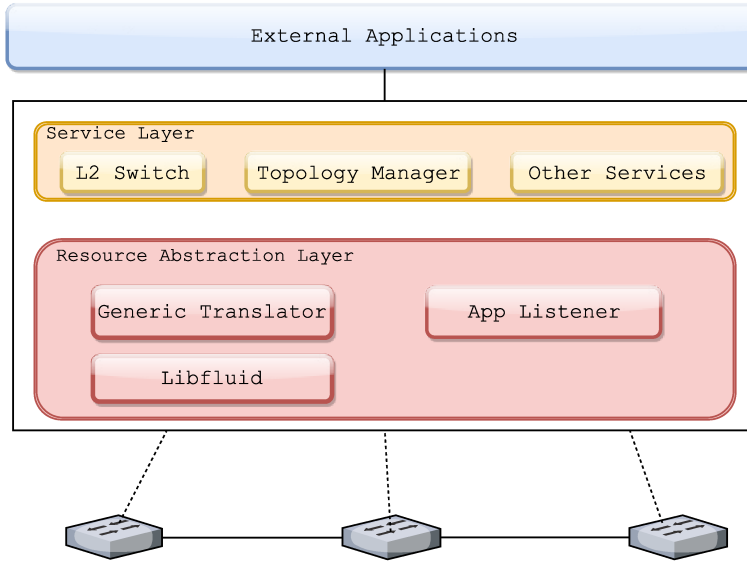 External Applications
Service Layer
L2 Switch
Topology Manager
Other Services
Resource Abstraction Layer
Generic Translator
App Listener
Libfluid